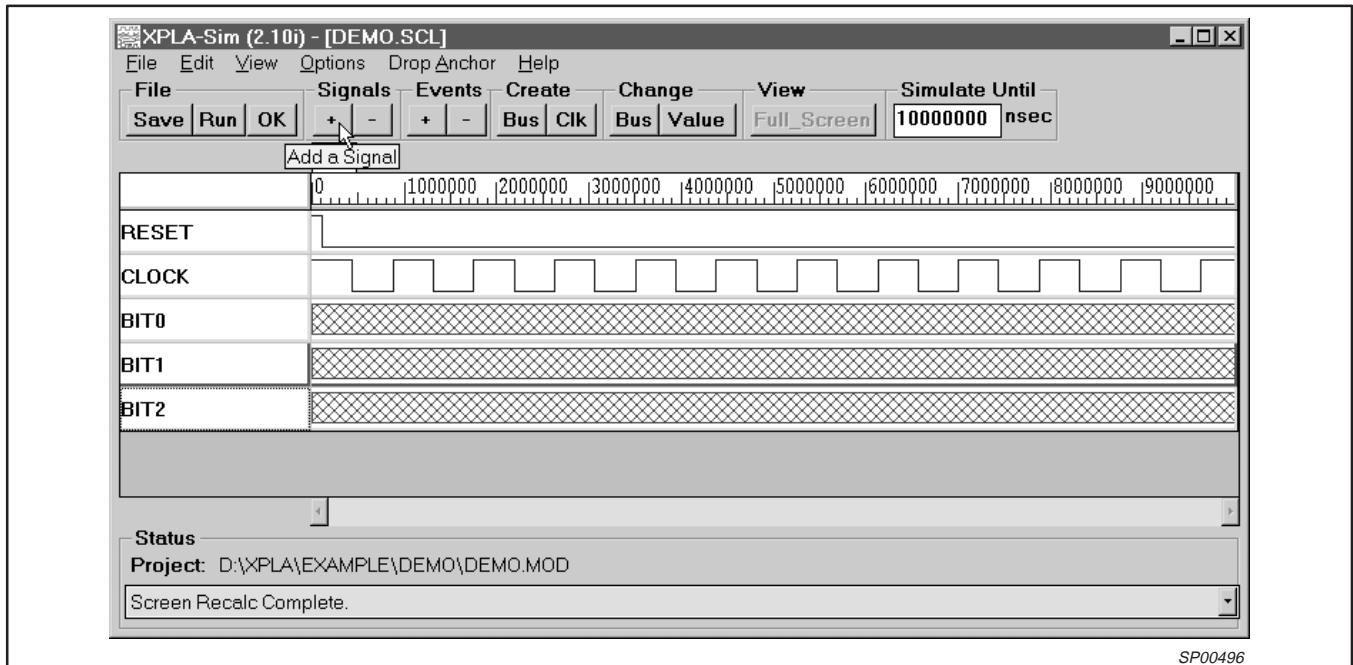 XPLA-Sim (2.10i) - [DEMO.SCL]
File Edit View Options Drop Anchor Help
File Signals Events Create Change View Simulate Until
Save Run OK + - + - Bus Clk Bus Value Full_Screen 10000000 nsec
Add a Signal
0 1000000 2000000 3000000 4000000 5000000 6000000 7000000 8000000 9000000
RESET
CLOCK
BIT0
BIT1
BIT2
Status
Project: D:\XPLA\EXAMPLE\DEMO\DEMO.MOD
Screen Recalc Complete.
SP00496